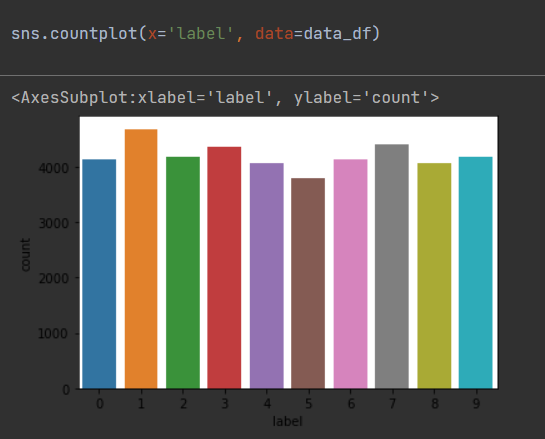 sns.countplot(x='label', data=data_df)
<AxesSubplot:xlabel='label', ylabel='count'>
4000
3000
2000
1000
0
count
0 1 2 3 4 5 6 7 8 9
label